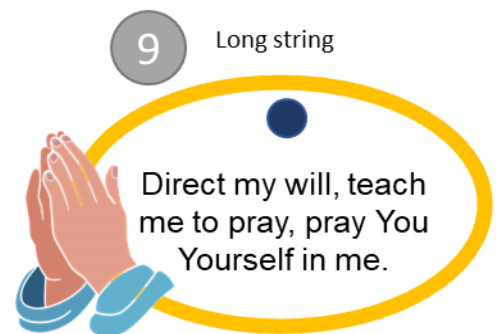 9
Long string
Direct my will, teach
me to pray, pray You
Yourself in me.